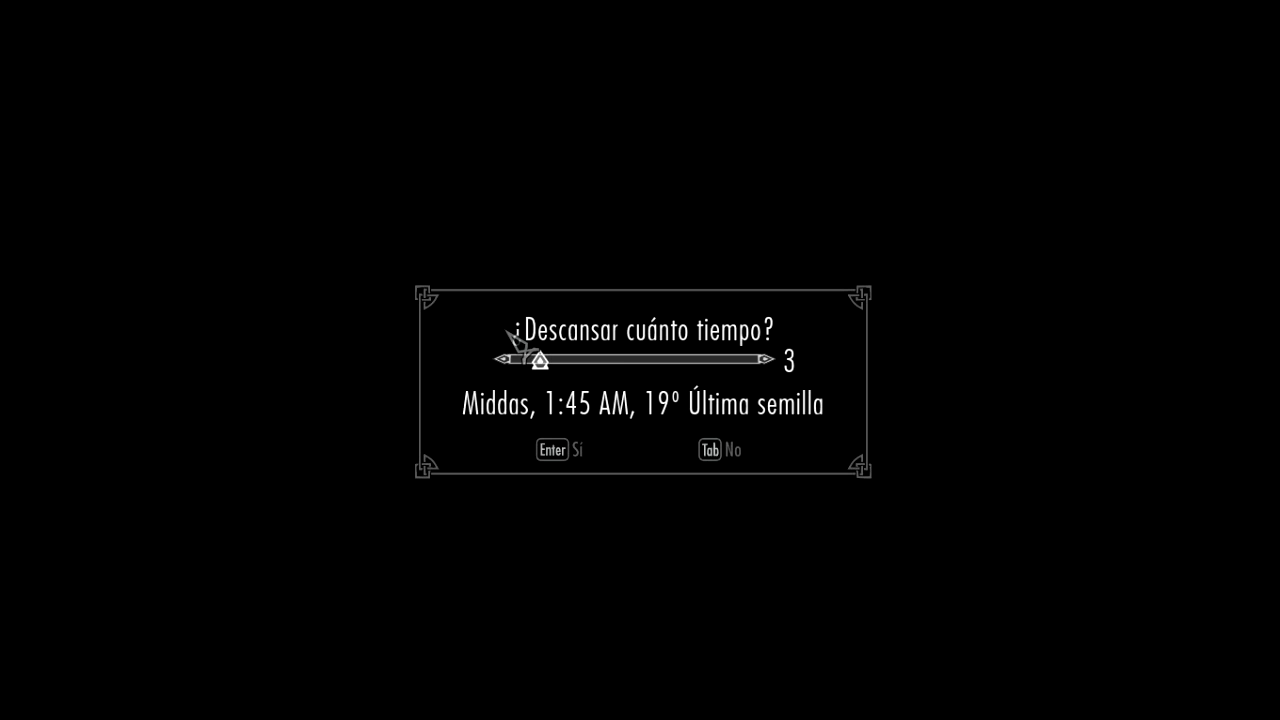 ¿Descansar cuánto tiempo?
3
Middas, 1:45 AM, 19º Última semilla
Enter Sí Tab No